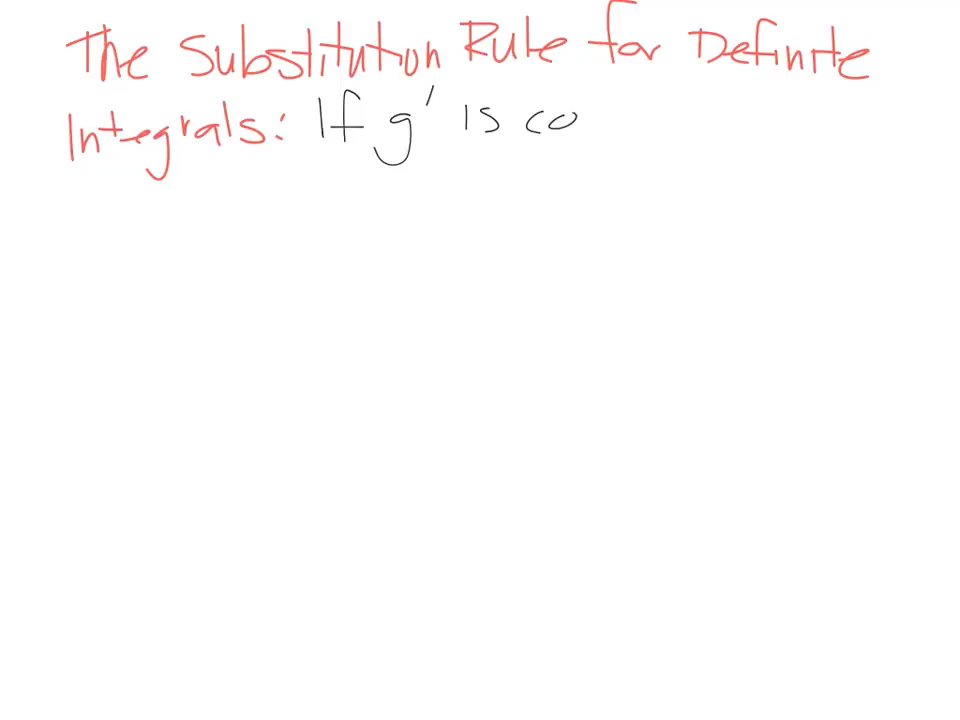 The Substitution Rule for Definite
Integrals: If g' is co